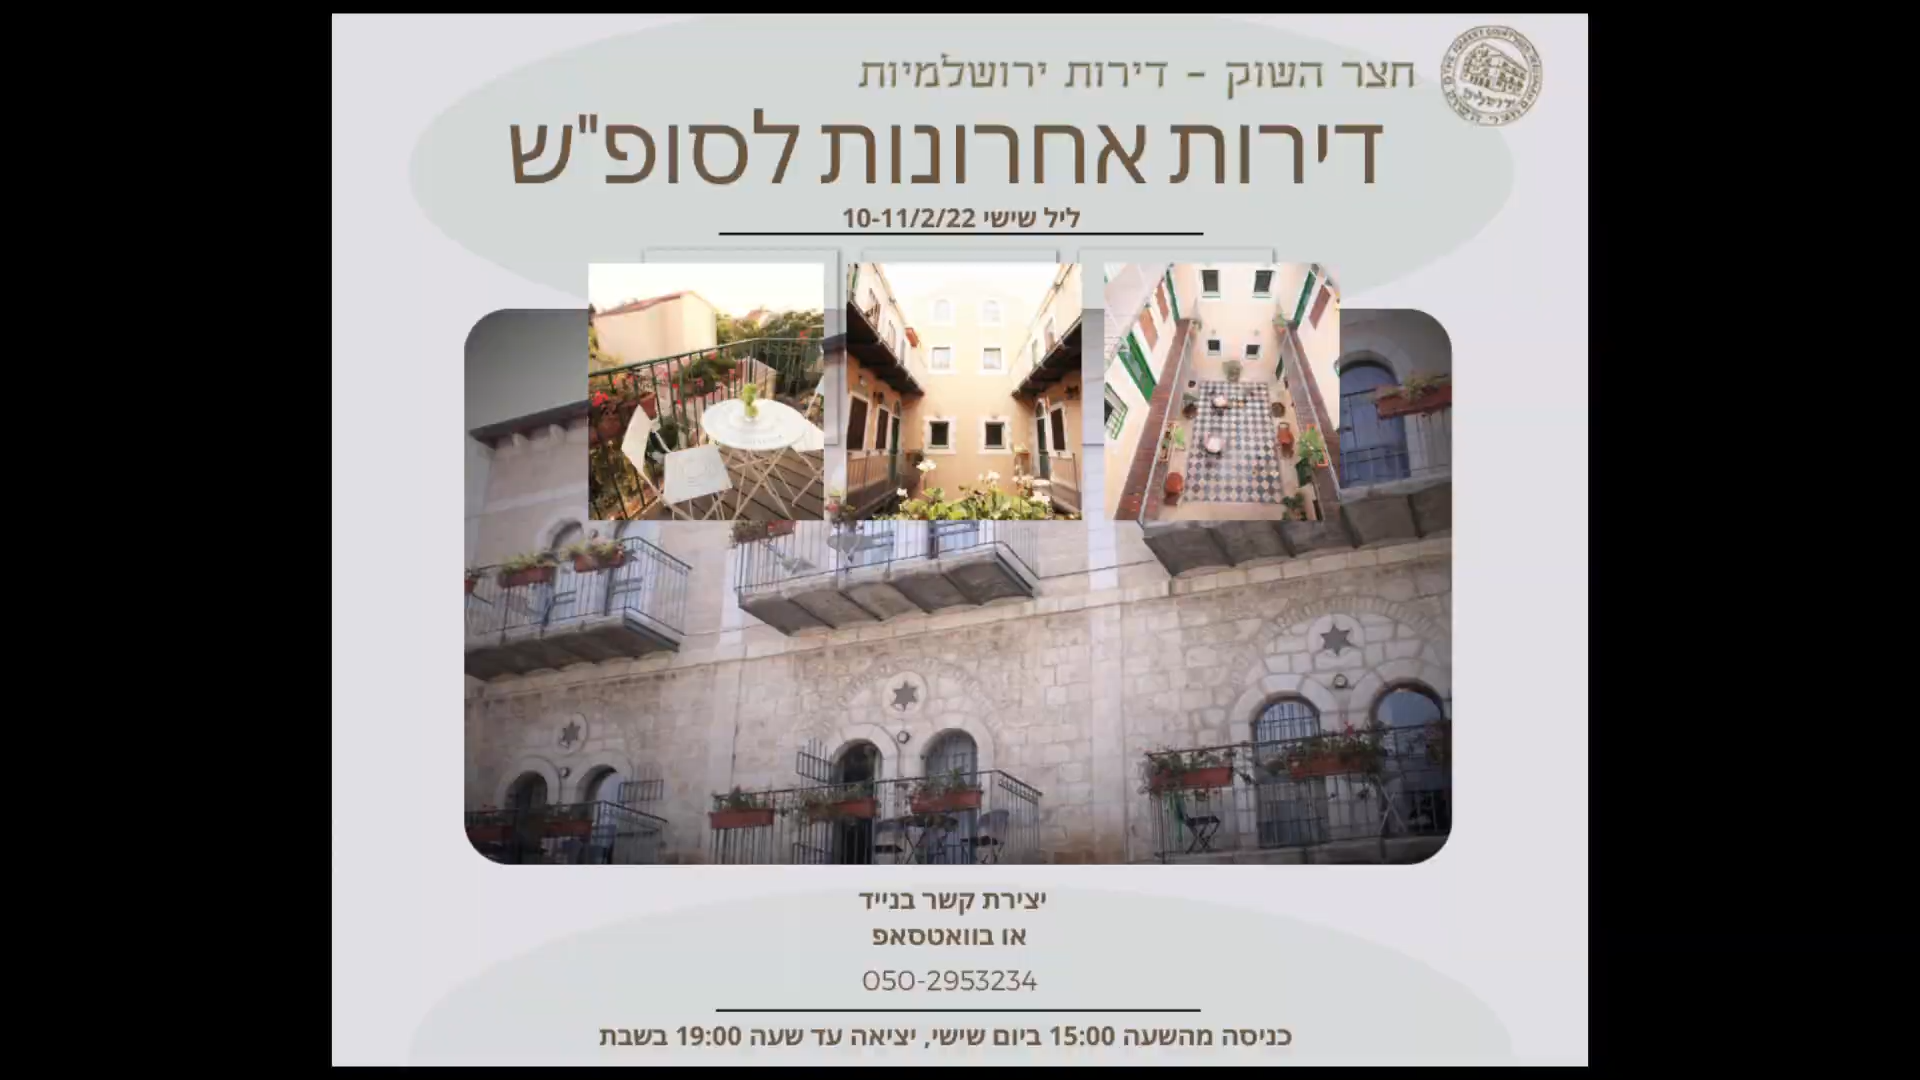 חצר השוק - דירות ירושלמיות
דירות אחרונות לסופ"ש
ליל שישי 10-11/2/22
יצירת קשר בנייד
או בוואטסאפ
050-2953234
כניסה מהשעה 15:00 ביום שישי, יציאה עד שעה 19:00 בשבת